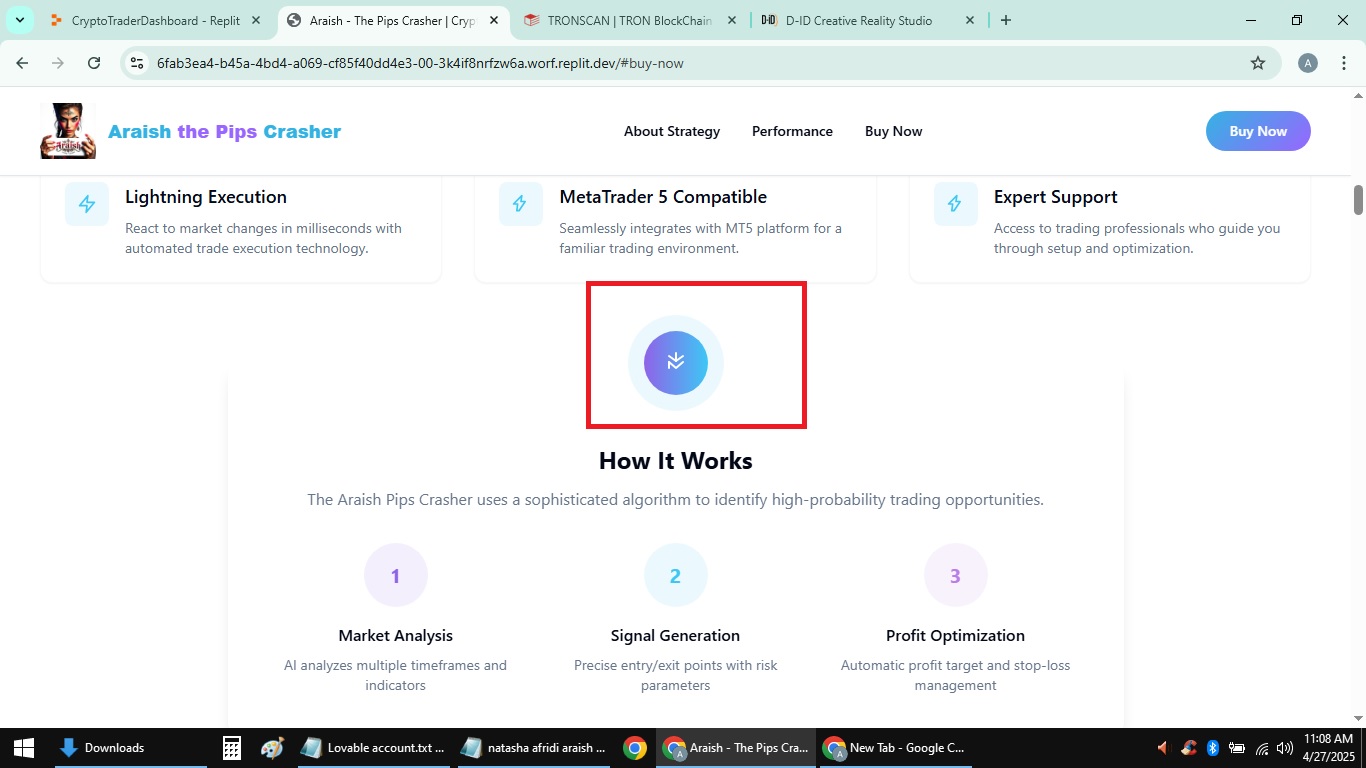 CryptoTraderDashboard - Replit
Araish - The Pips Crasher | Cryp
TRONSCAN | TRON BlockChain
D-ID
D-ID Creative Reality Studio
6fab3ea4-b45a-4bd4-a069-cf85f40dd4e3-00-3k4if8nrfzw6a.worf.replit.dev/#buy-now
A
Araish
Araish the Pips Crasher
About Strategy
Performance
Buy Now
Buy Now
Lightning Execution
React to market changes in milliseconds with
automated trade execution technology.
MetaTrader 5 Compatible
Seamlessly integrates with MT5 platform for a
familiar trading environment.
Expert Support
Access to trading professionals who guide you
through setup and optimization.
How It Works
The Araish Pips Crasher uses a sophisticated algorithm to identify high-probability trading opportunities.
1
Market Analysis
AI analyzes multiple timeframes and
indicators
2
Signal Generation
Precise entry/exit points with risk
parameters
3
Profit Optimization
Automatic profit target and stop-loss
management
Downloads
Lovable account.txt ...
natasha afridi araish ...
A
Araish - The Pips Cra...
A
New Tab - Google C...
11:08 AM
4/27/2025